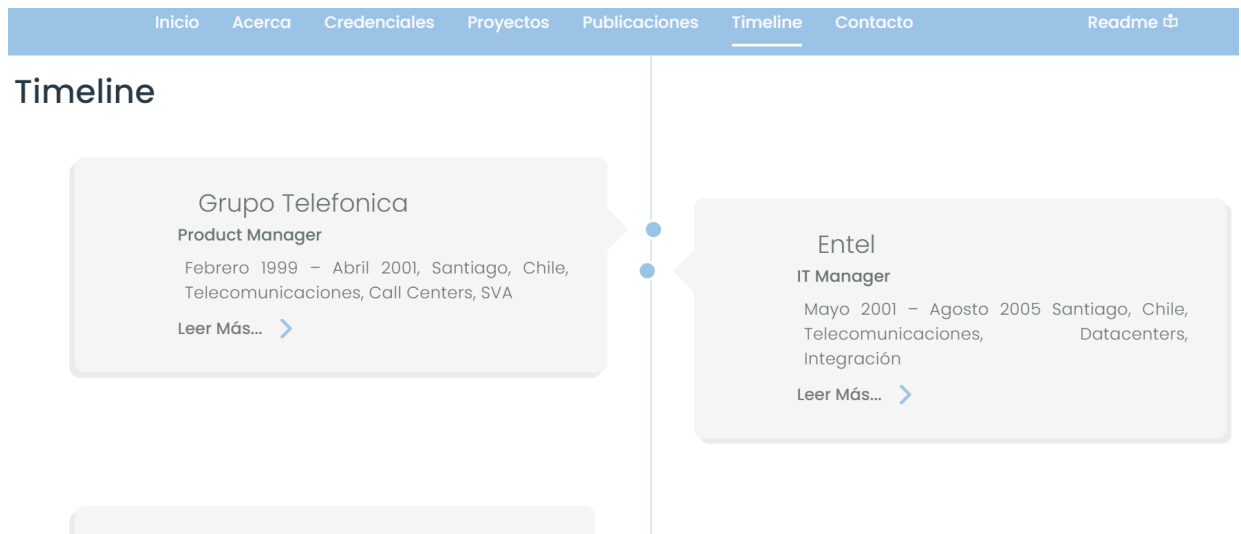 Inicio Acerca Credenciales Proyectos Publicaciones Timeline Contacto Readme
Timeline
Grupo Telefonica
Product Manager
Febrero 1999 – Abril 2001, Santiago, Chile,
Telecomunicaciones, Call Centers, SVA
Leer Más...
Entel
IT Manager
Mayo 2001 – Agosto 2005 Santiago, Chile,
Telecomunicaciones, Datacenters,
Integración
Leer Más...